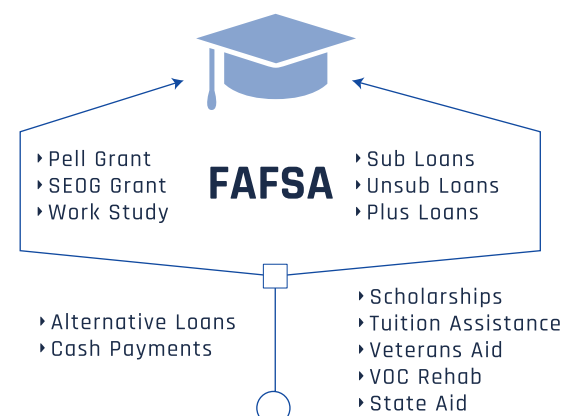 Pell Grant
SEOG Grant
Work Study
FAFSA
Sub Loans
Unsub Loans
Plus Loans
Alternative Loans
Cash Payments
Scholarships
Tuition Assistance
Veterans Aid
VOC Rehab
State Aid